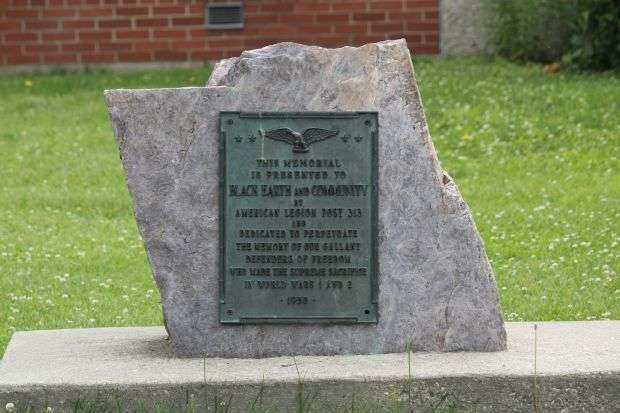 THIS MEMORIAL
IS PRESENTED TO
BLACK EARTH AND COMMUNITY
BY
AMERICAN LEGION POST 313
AND
DEDICATED TO PERPETUATE
THE MEMORY OF OUR GALLANT
DEFENDERS OF FREEDOM
WHO MADE THE SUPREME SACRIFICE
IN WORLD WARS 1 AND 2